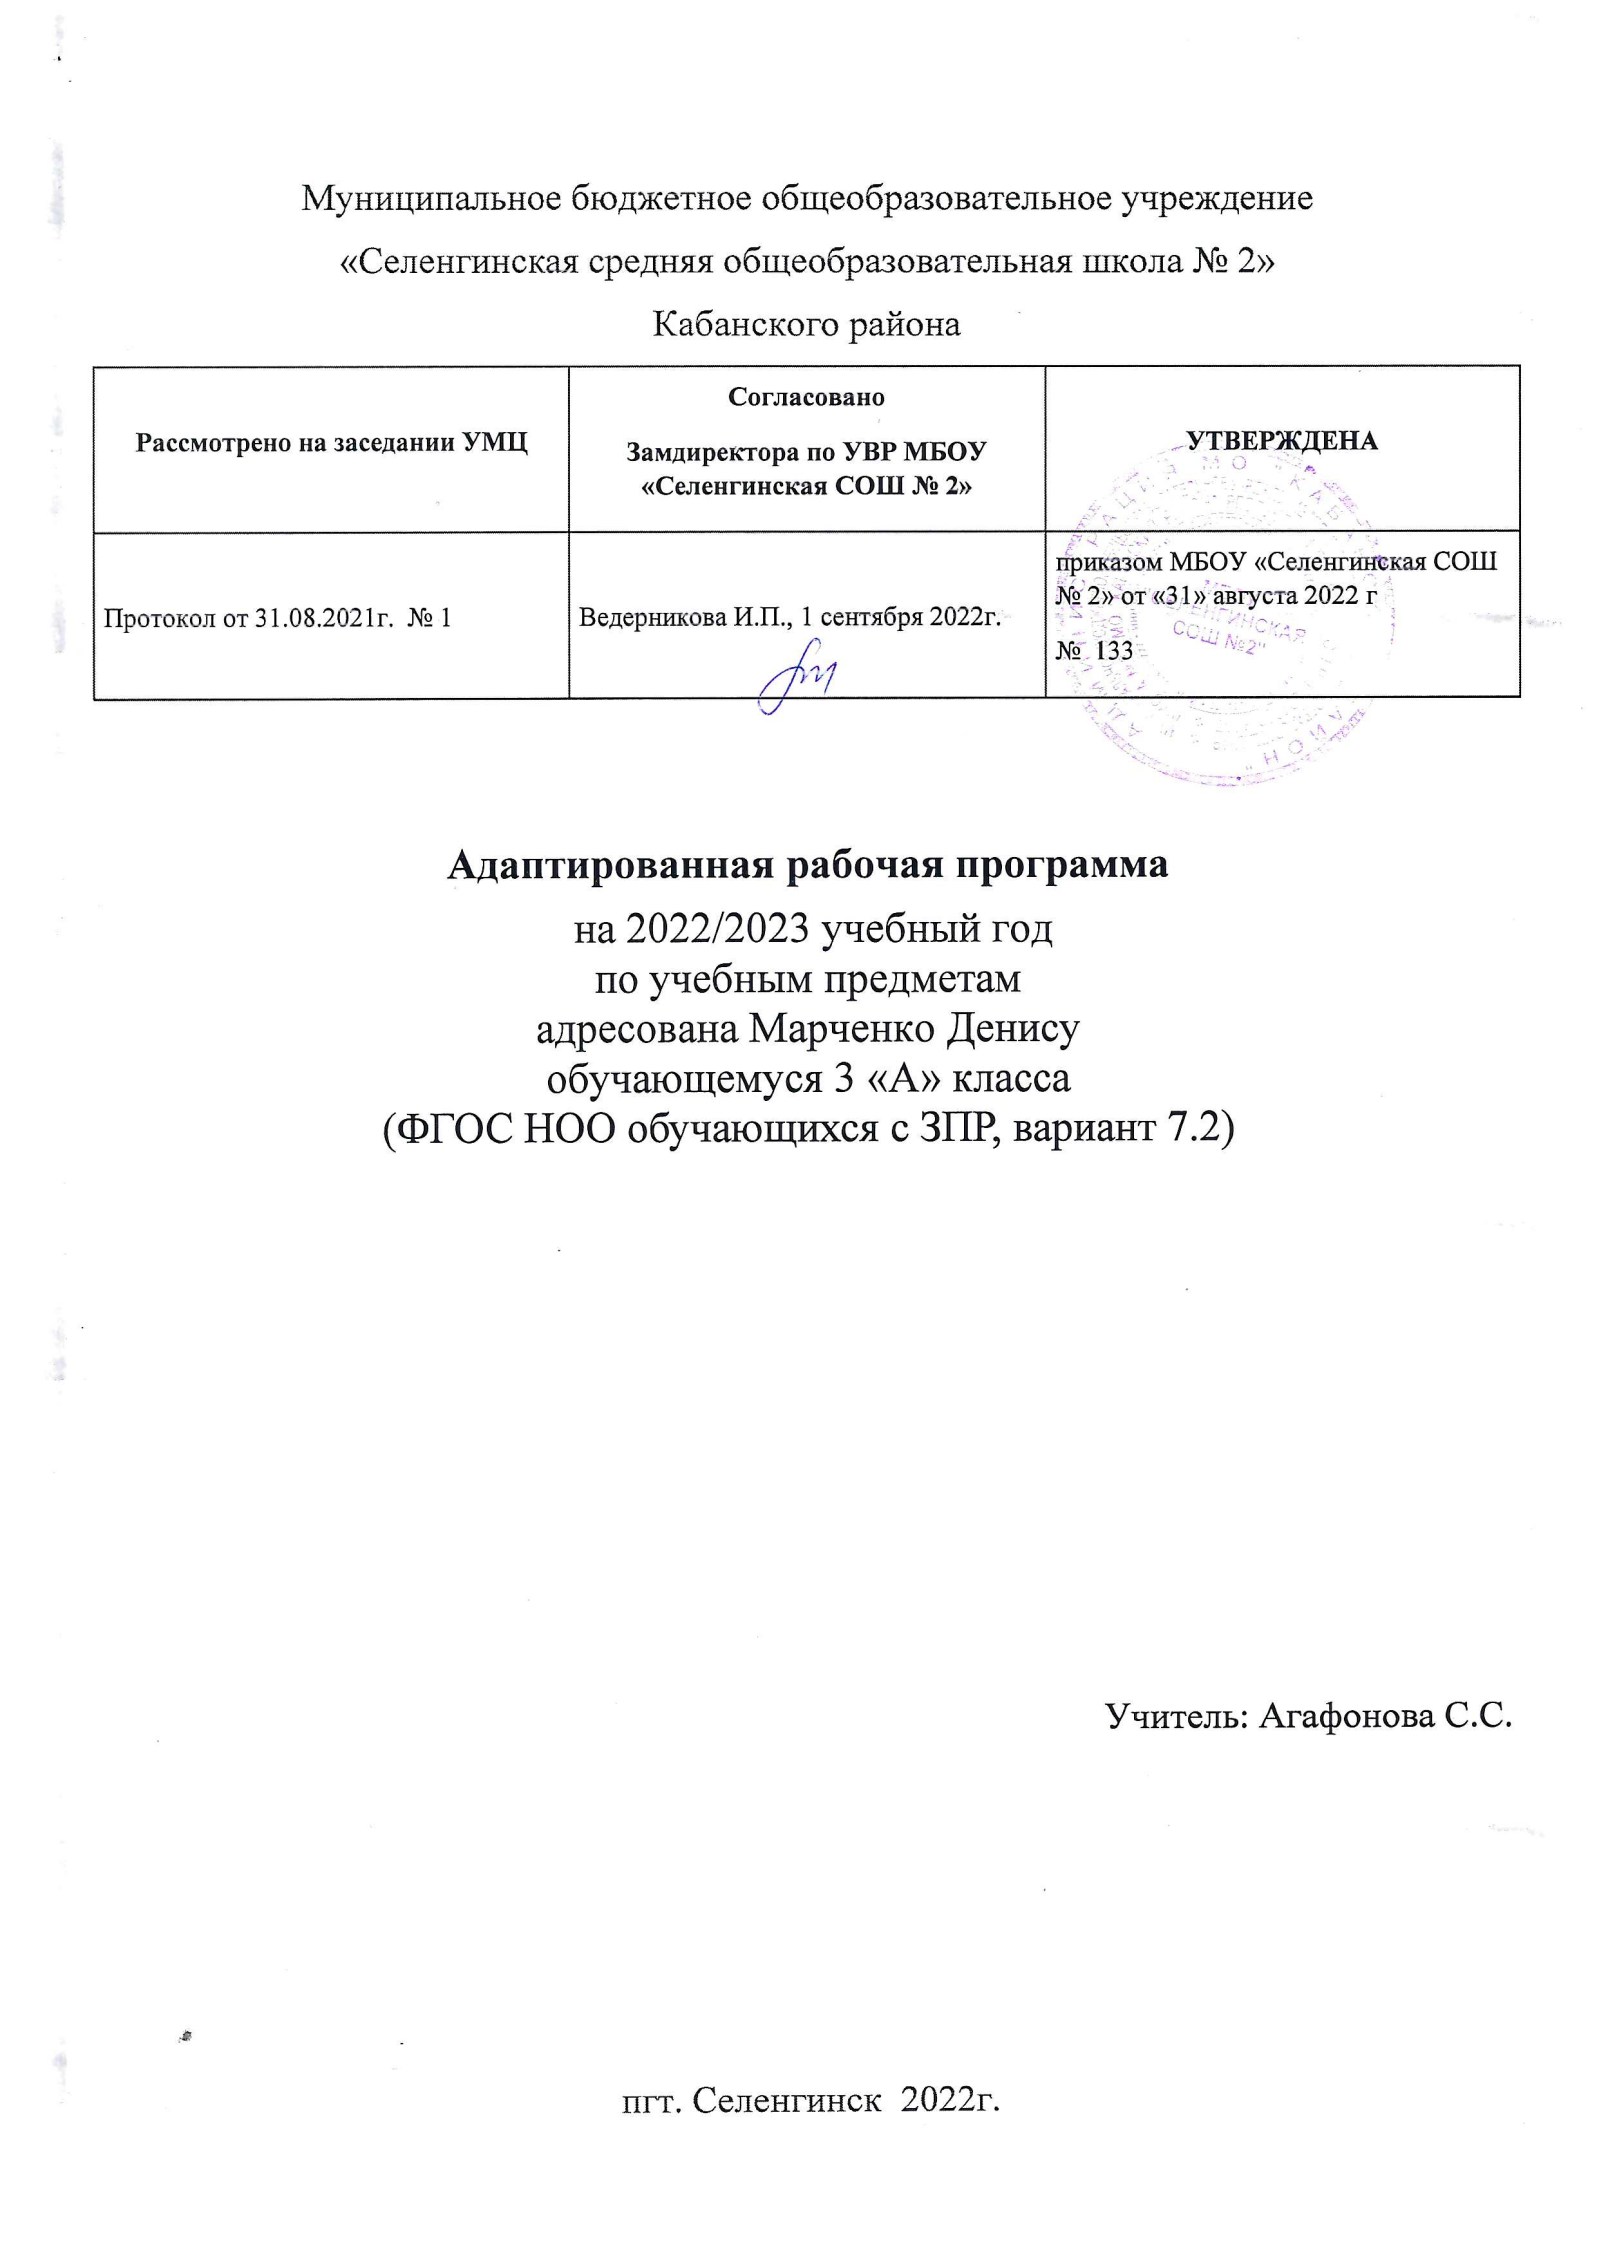 Муниципальное бюджетное общеобразовательное учреждение
«Селенгинская средняя общеобразовательная школа № 2»
Кабанского района
Рассмотрено на заседании УМЦ
Согласовано
Замдиректора по УВР МБОУ
«Селенгинская СОШ № 2»
УТВЕРЖДЕНА
Протокол от 31.08.2021г.  № 1
Ведерникова И.П., 1 сентября 2022г.
приказом МБОУ «Селенгинская СОШ
№ 2» от «31» августа 2022 г
№  133
СОШ №2"
Адаптированная рабочая программа
на 2022/2023 учебный год
по учебным предметам
адресована Марченко Денису
обучающемуся 3 «А» класса
(ФГОС НОО обучающихся с ЗПР, вариант 7.2)
Учитель: Агафонова С.С.
пгт. Селенгинск  2022г.